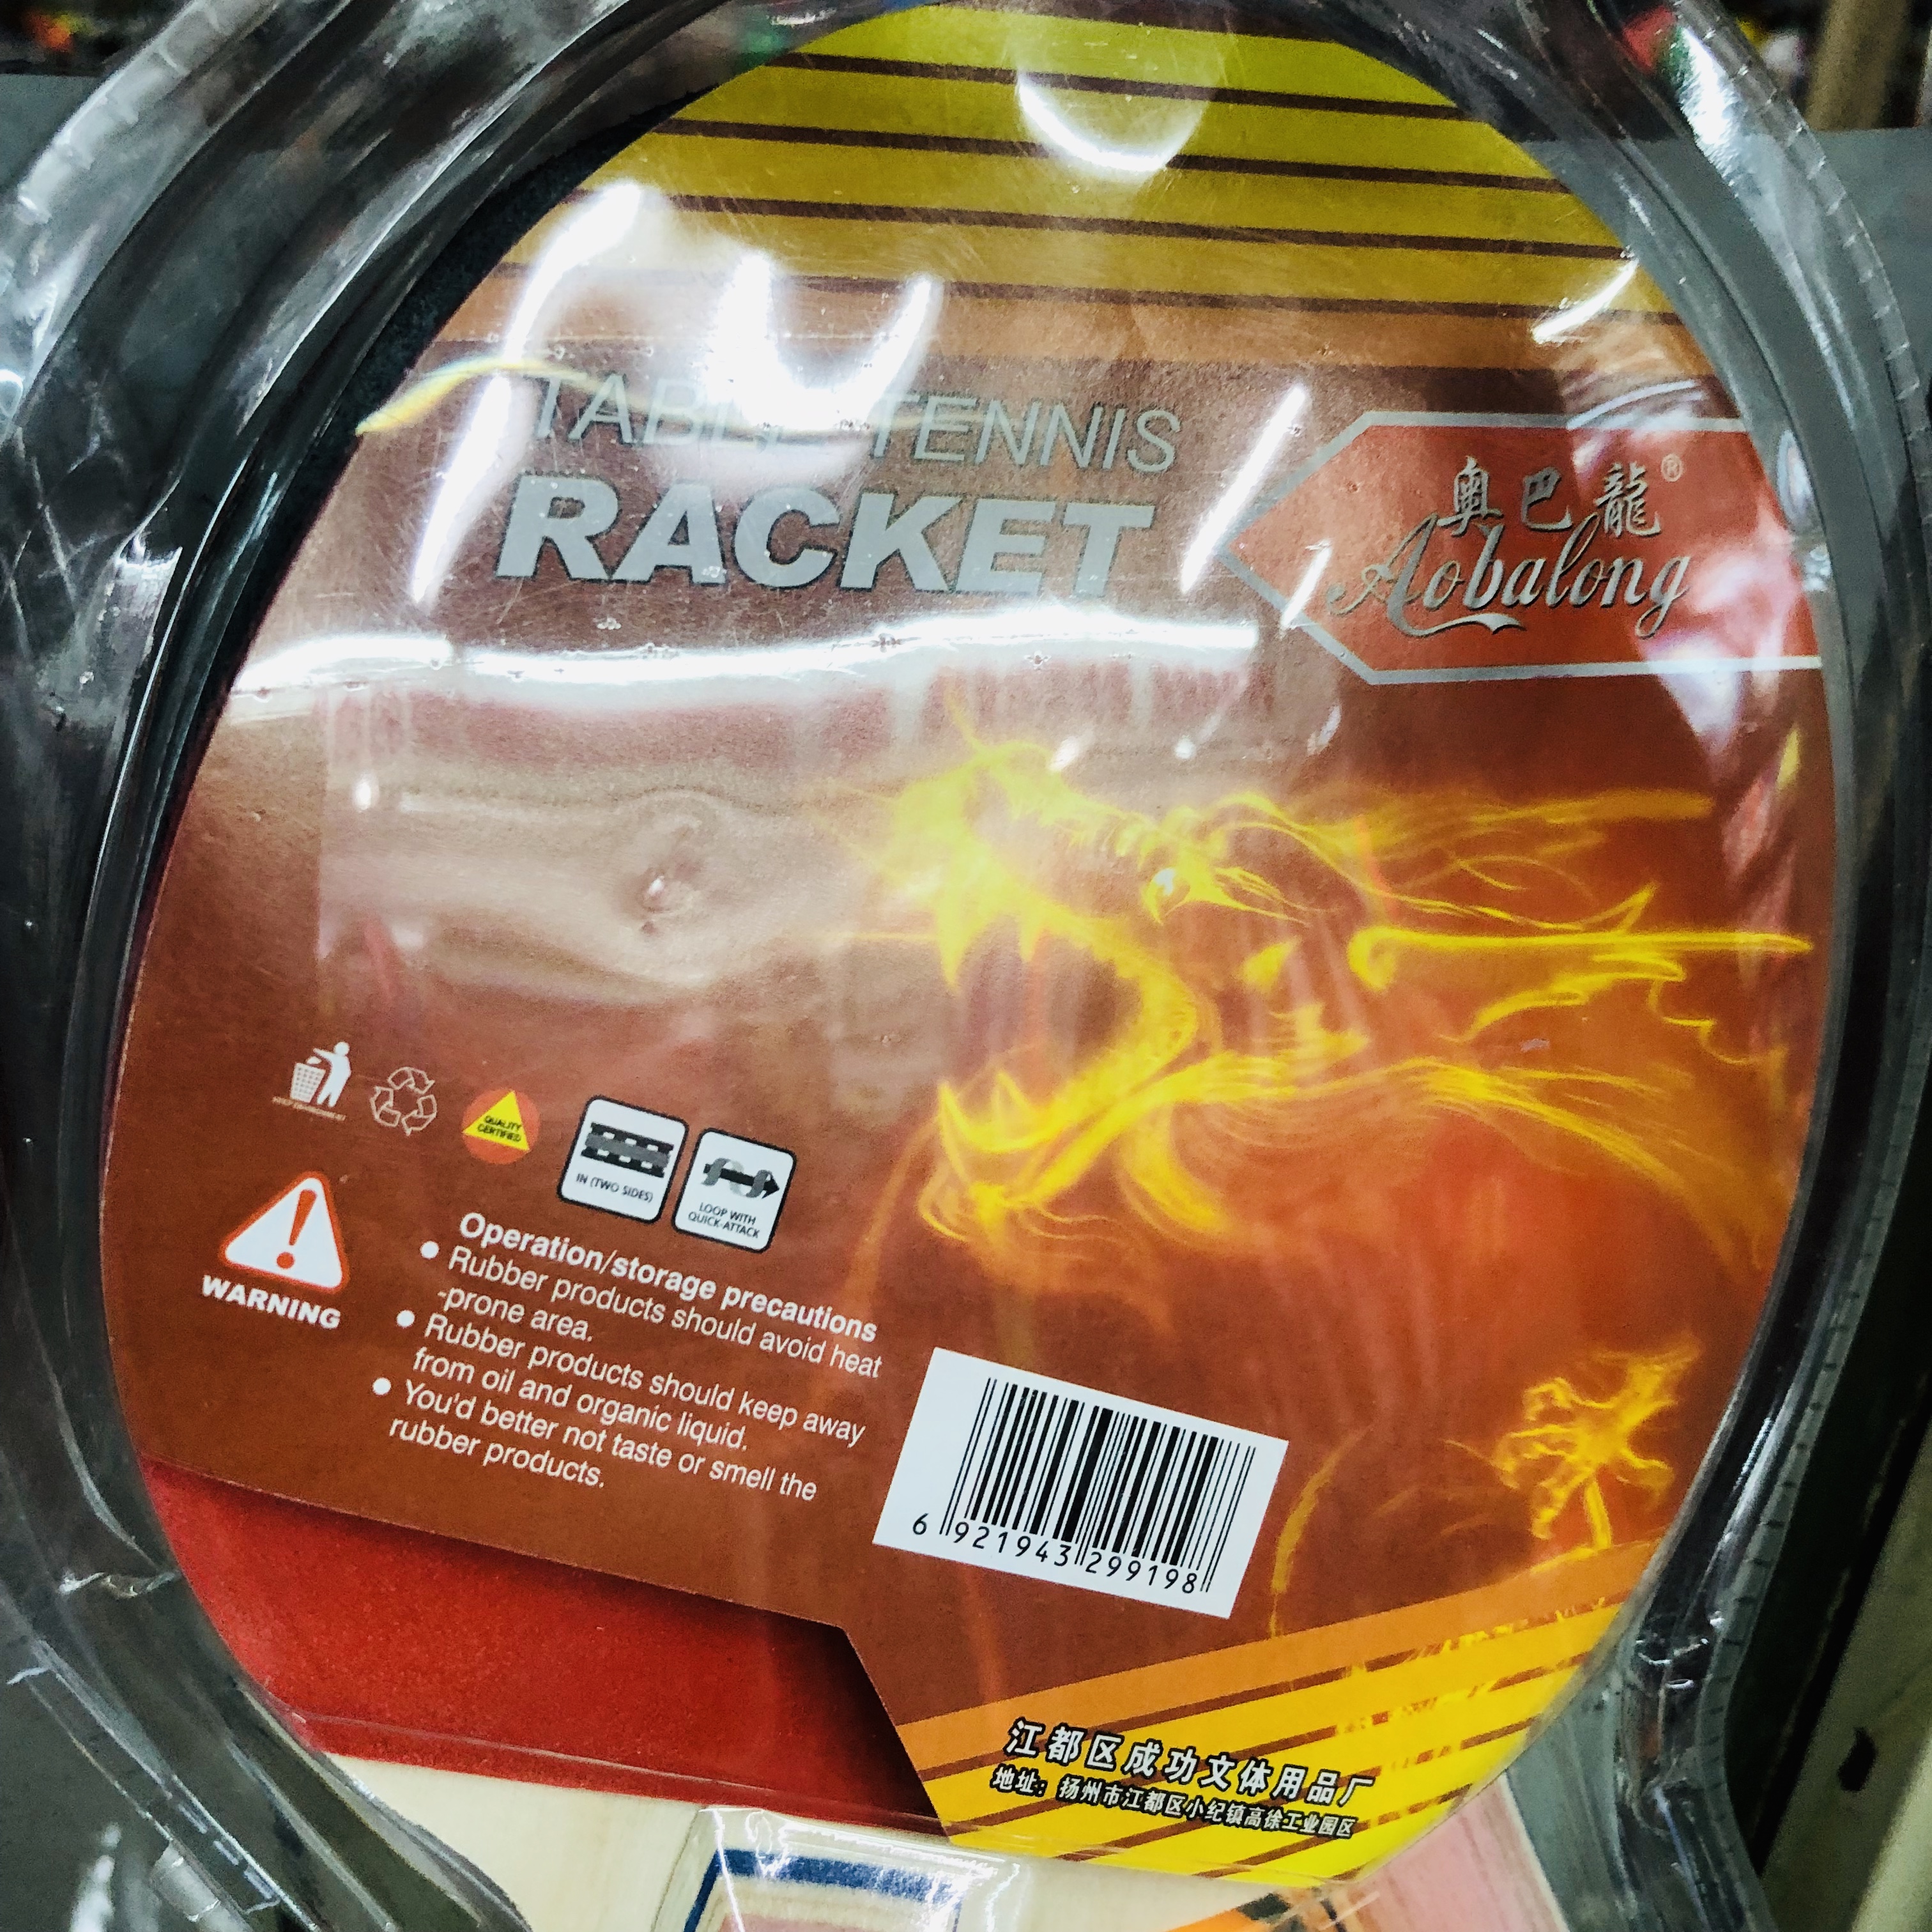 TABLE TENNIS
RACKET
奥巴龍®
Aobalong
QUALITY
CERTIFIED
IN (TWO SIDES)
LOOP WITH
QUICK-ATTACK
WARNING
Operation/storage precautions
● Rubber products should avoid heat
-prone area.
● Rubber products should keep away
from oil and organic liquid.
● You'd better not taste or smell the
rubber products.
6 921943 299198
江都区成功文体用品厂
地址：扬州市江都区小纪镇高徐工业园区